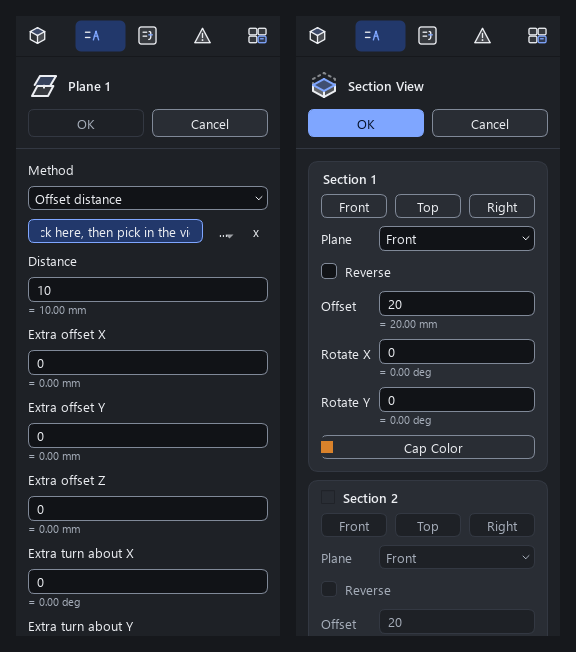 Plane 1
OK
Cancel
Method
Offset distance
ck here, then pick in the vi
...
x
Distance
10
= 10.00 mm
Extra offset X
0
= 0.00 mm
Extra offset Y
0
= 0.00 mm
Extra offset Z
0
= 0.00 mm
Extra turn about X
0
= 0.00 deg
Extra turn about Y
Section View
OK
Cancel
Section 1
Front
Top
Right
Plane
Front
Reverse
Offset
20
= 20.00 mm
Rotate X
0
= 0.00 deg
Rotate Y
0
= 0.00 deg
Cap Color
Section 2
Front
Top
Right
Plane
Front
Reverse
Offset
20